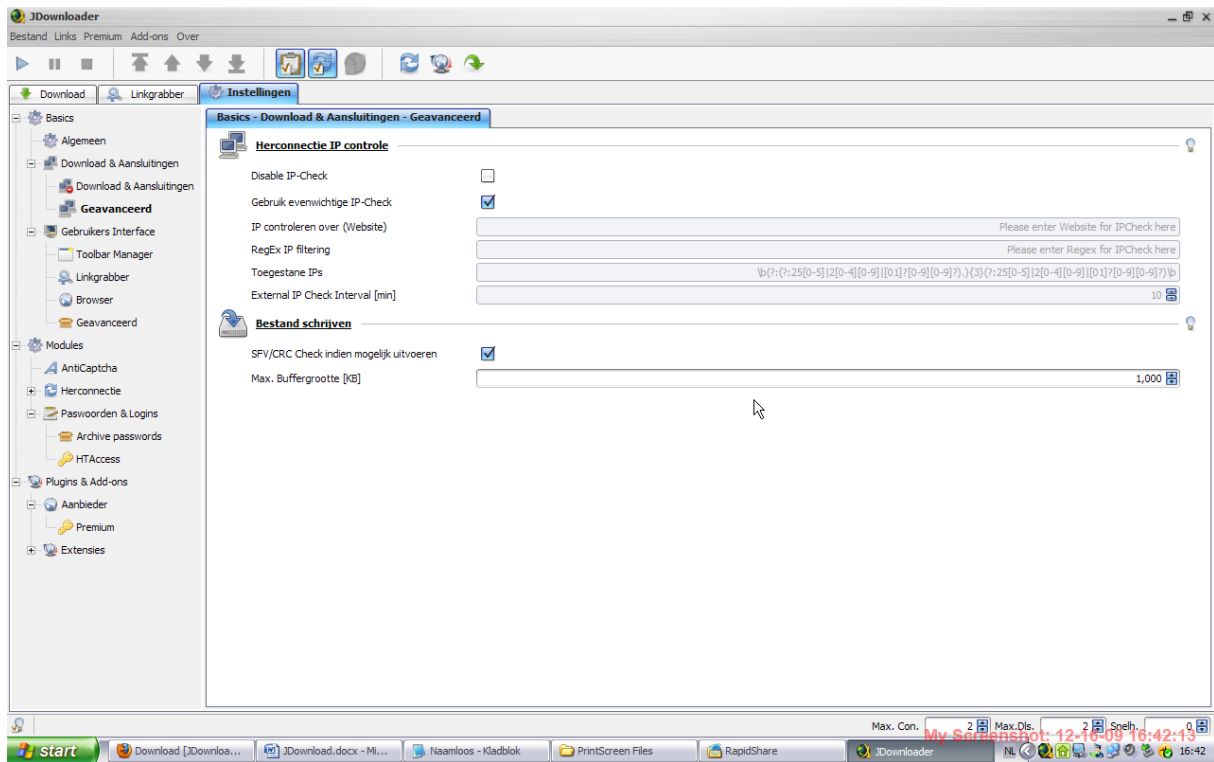 JDownloader
Bestand Links Premium Add-ons Over
Download Linkgrabber Instellingen
Basics
Algemeen
Download & Aansluitingen
Download & Aansluitingen
Geavanceerd
Gebruikers Interface
Toolbar Manager
Linkgrabber
Browser
Geavanceerd
Modules
AntiCaptcha
Herconnectie
Paswoorden & Logins
Archive passwords
HTAccess
Plugins & Add-ons
Aanbieder
Premium
Extensies
Basics - Download & Aansluitingen - Geavanceerd
Herconnectie IP controle
Disable IP-Check
Gebruik evenwichtige IP-Check
IP controleren over (Website) Please enter Website for IPCheck here
RegEx IP filtering Please enter Regex for IPCheck here
Toegestane IPs \b(?:(?:25[0-5]|2[0-4][0-9]|[01]?[0-9][0-9]?)\.){3}(?:25[0-5]|2[0-4][0-9]|[01]?[0-9][0-9]?)\b
External IP Check Interval [min] 10
Bestand schrijven
SFV/CRC Check indien mogelijk uitvoeren
Max. Buffergrootte [KB] 1,000
Max. Con. 2 Max.Dls. 2 Snelh. 0
My Screenshot: 12-16-09 16:42:13
start Download [JDownloa... JDownload.docx - Mi... Naamloos - Kladblok PrintScreen Files RapidShare JDownloader NL 16:42